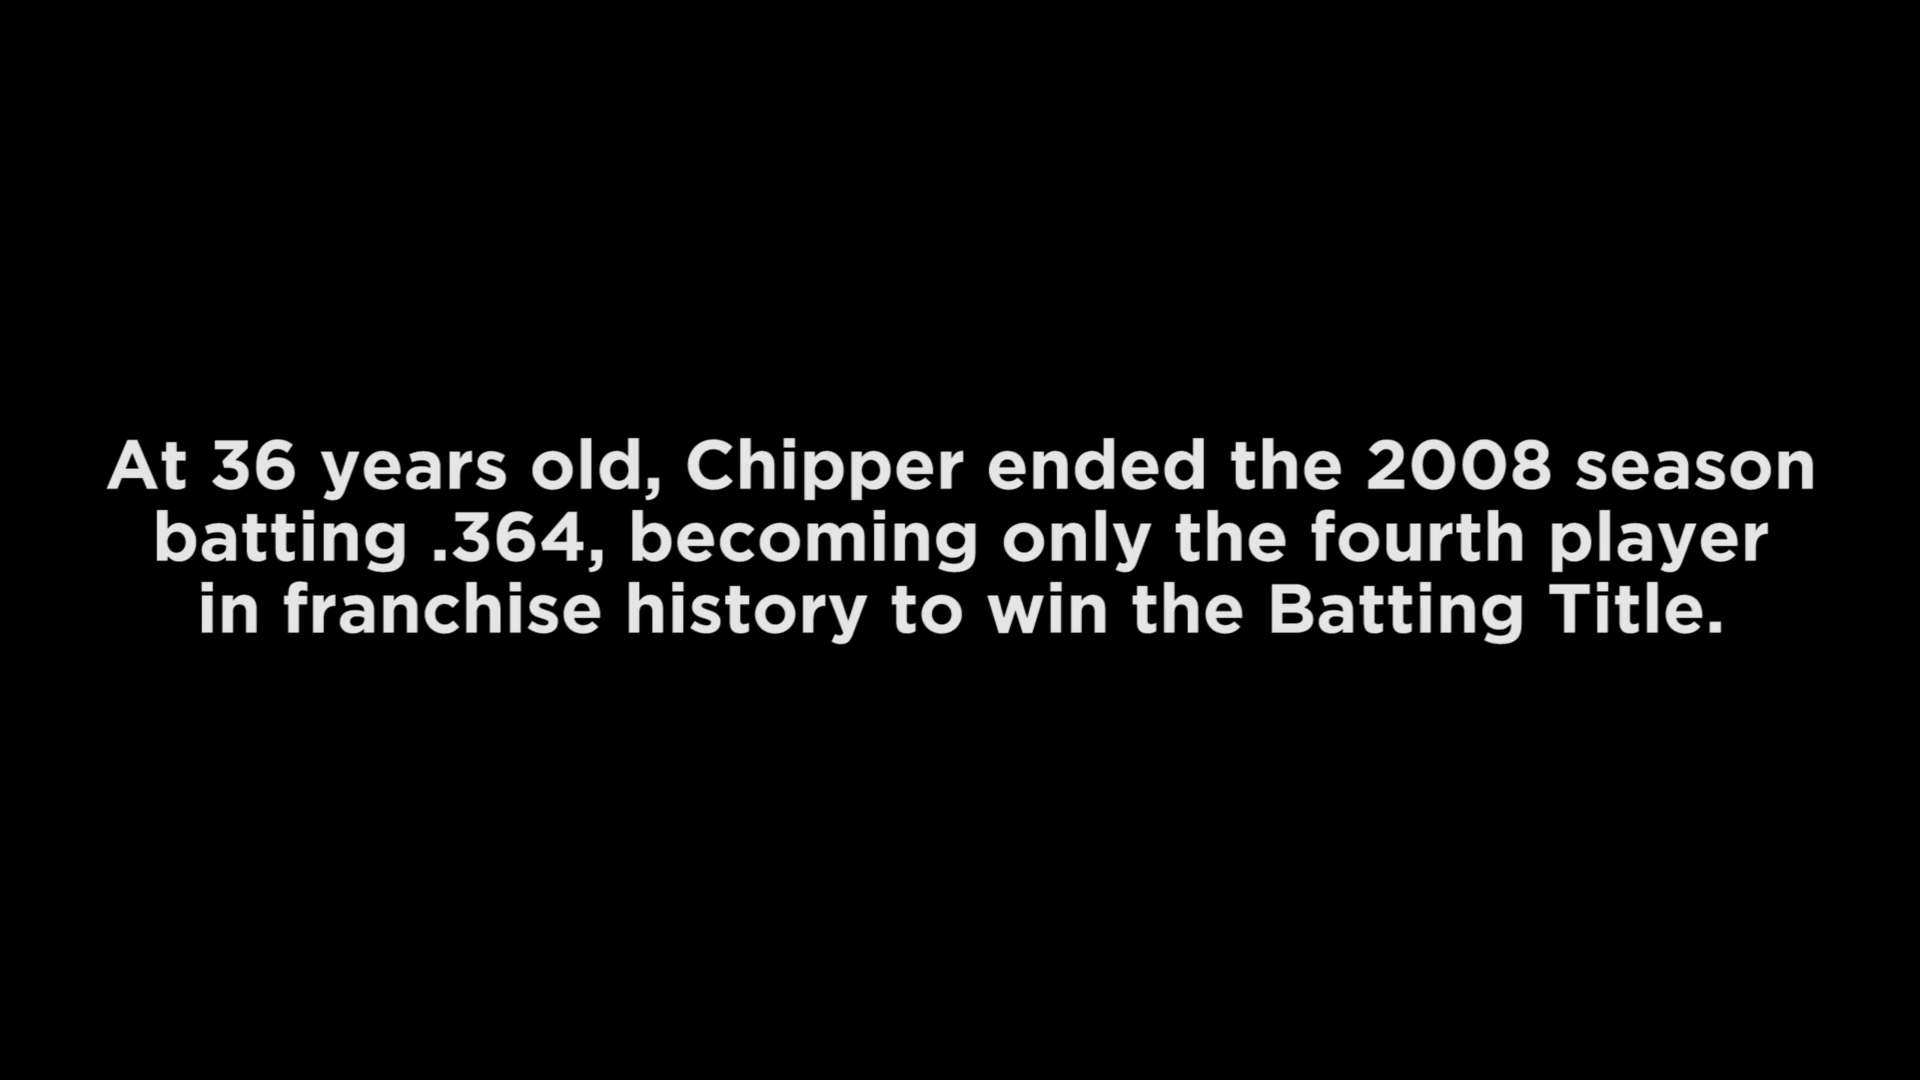 At 36 years old, Chipper ended the 2008 season
batting .364, becoming only the fourth player
in franchise history to win the Batting Title.